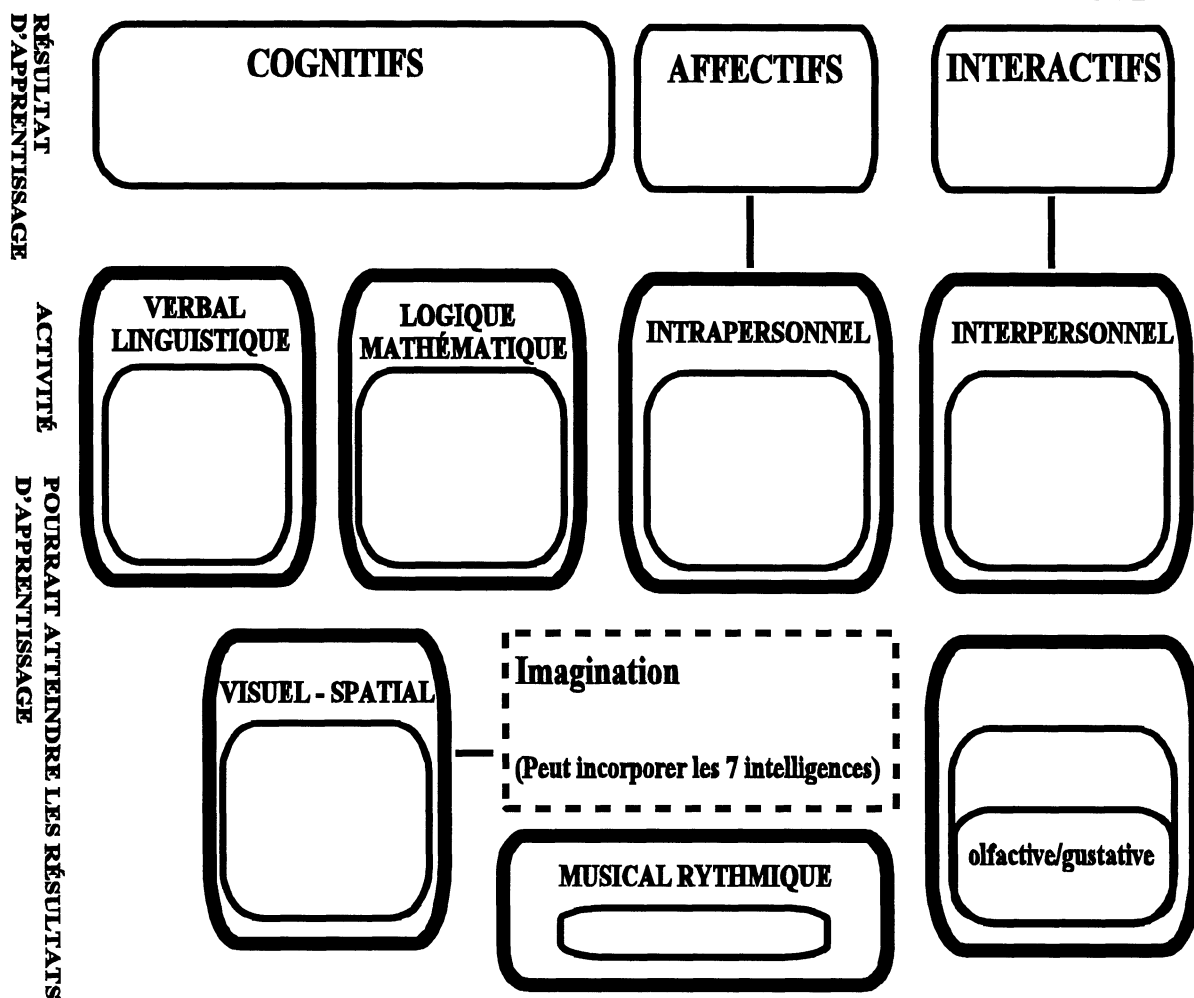 RÉSULTAT
D'APPRENTISSAGE
COGNITIFS
AFFECTIFS
INTERACTIFS
ACTIVITÉ
VERBAL
LINGUISTIQUE
LOGIQUE
MATHÉMATIQUE
INTRAPERSONNEL
INTERPERSONNEL
POURRAIT ATTEINDRE LES RÉSULTATS
D'APPRENTISSAGE
VISUEL - SPATIAL
Imagination
(Peut incorporer les 7 intelligences)
MUSICAL RYTHMIQUE
olfactive/gustative